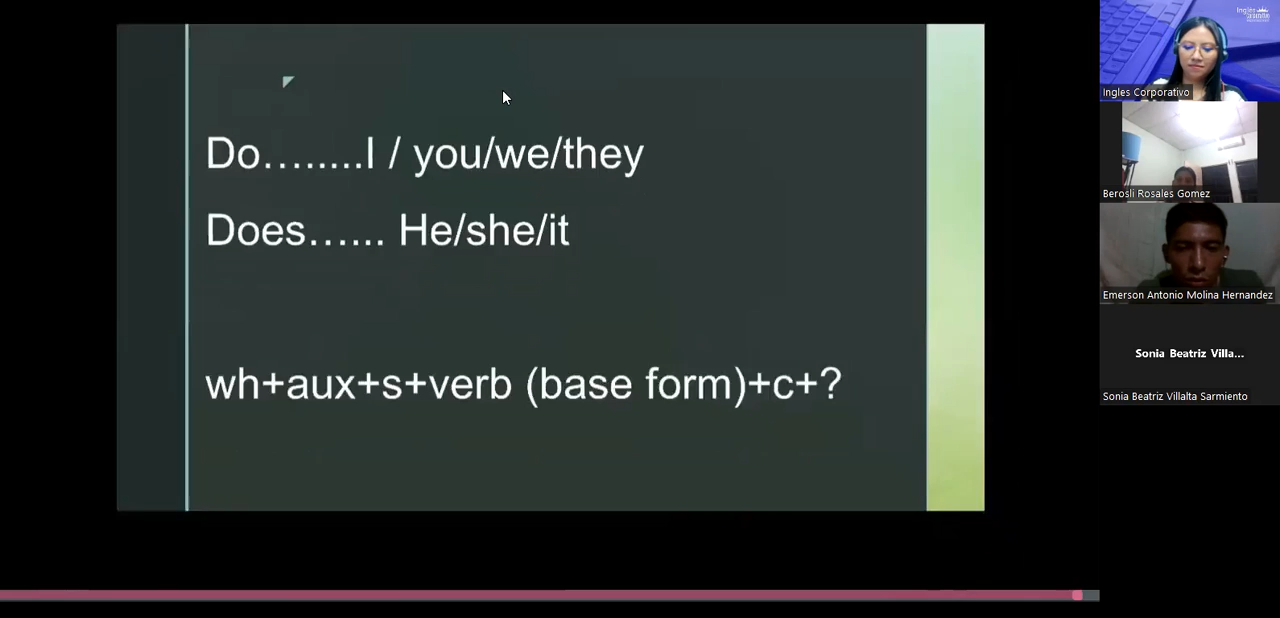 Do……...I / you/we/they
Does…... He/she/it
wh+aux+s+verb (base form)+c+?
Ingles
Ingles Corporativo
Berosli Rosales Gomez
Emerson Antonio Molina Hernandez
Sonia Beatriz Villa...
Sonia Beatriz Villalta Sarmiento